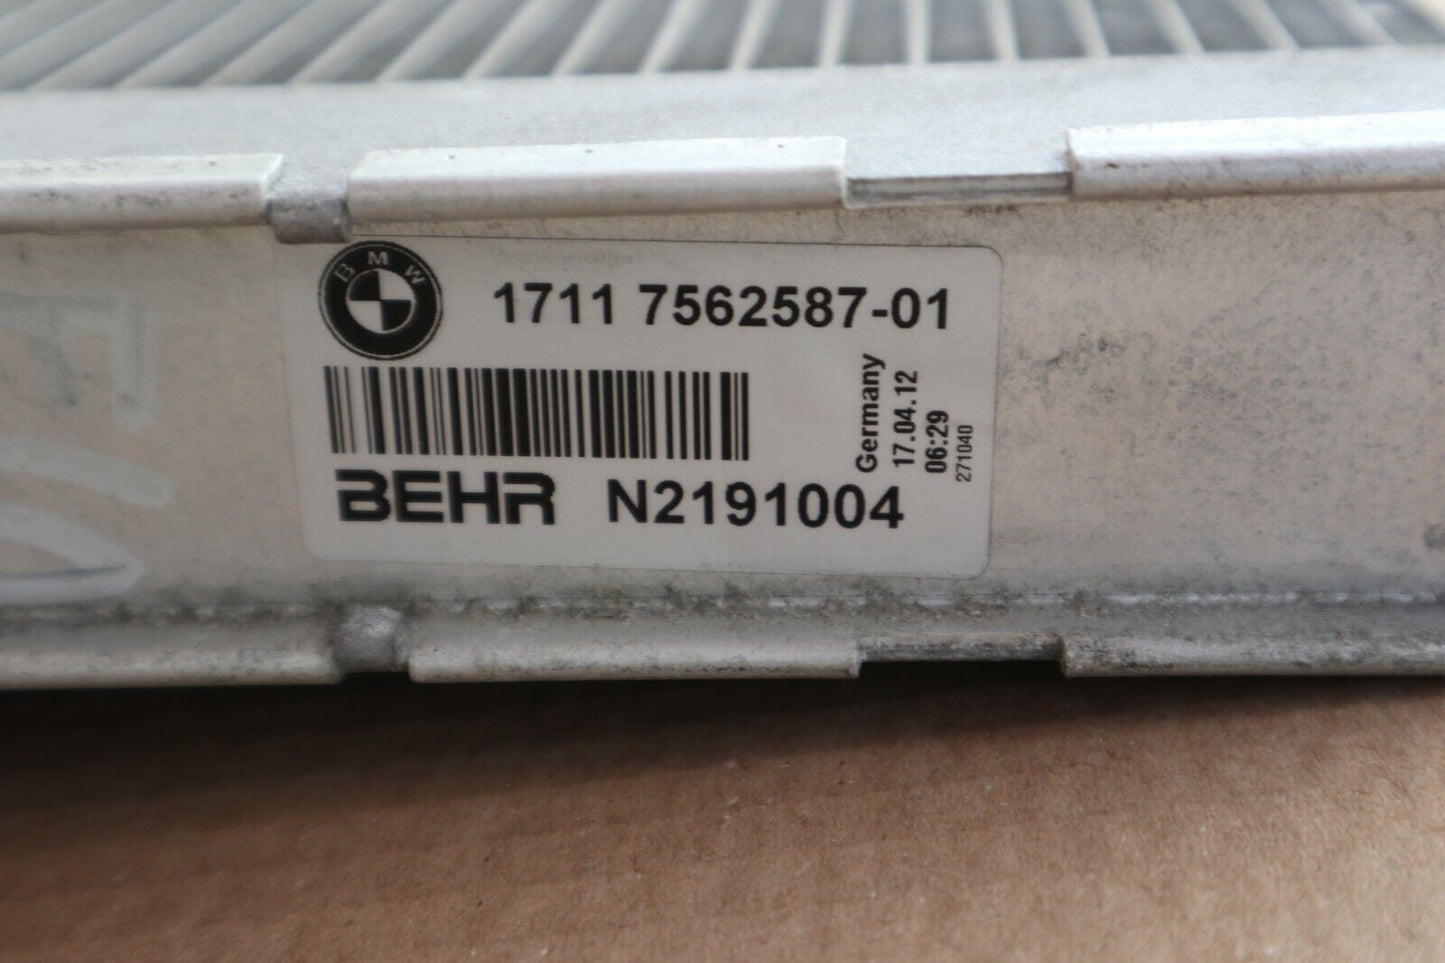 BMW
1711 7562587-01
Germany
17.04.12
06:29
271040
BEHR N2191004